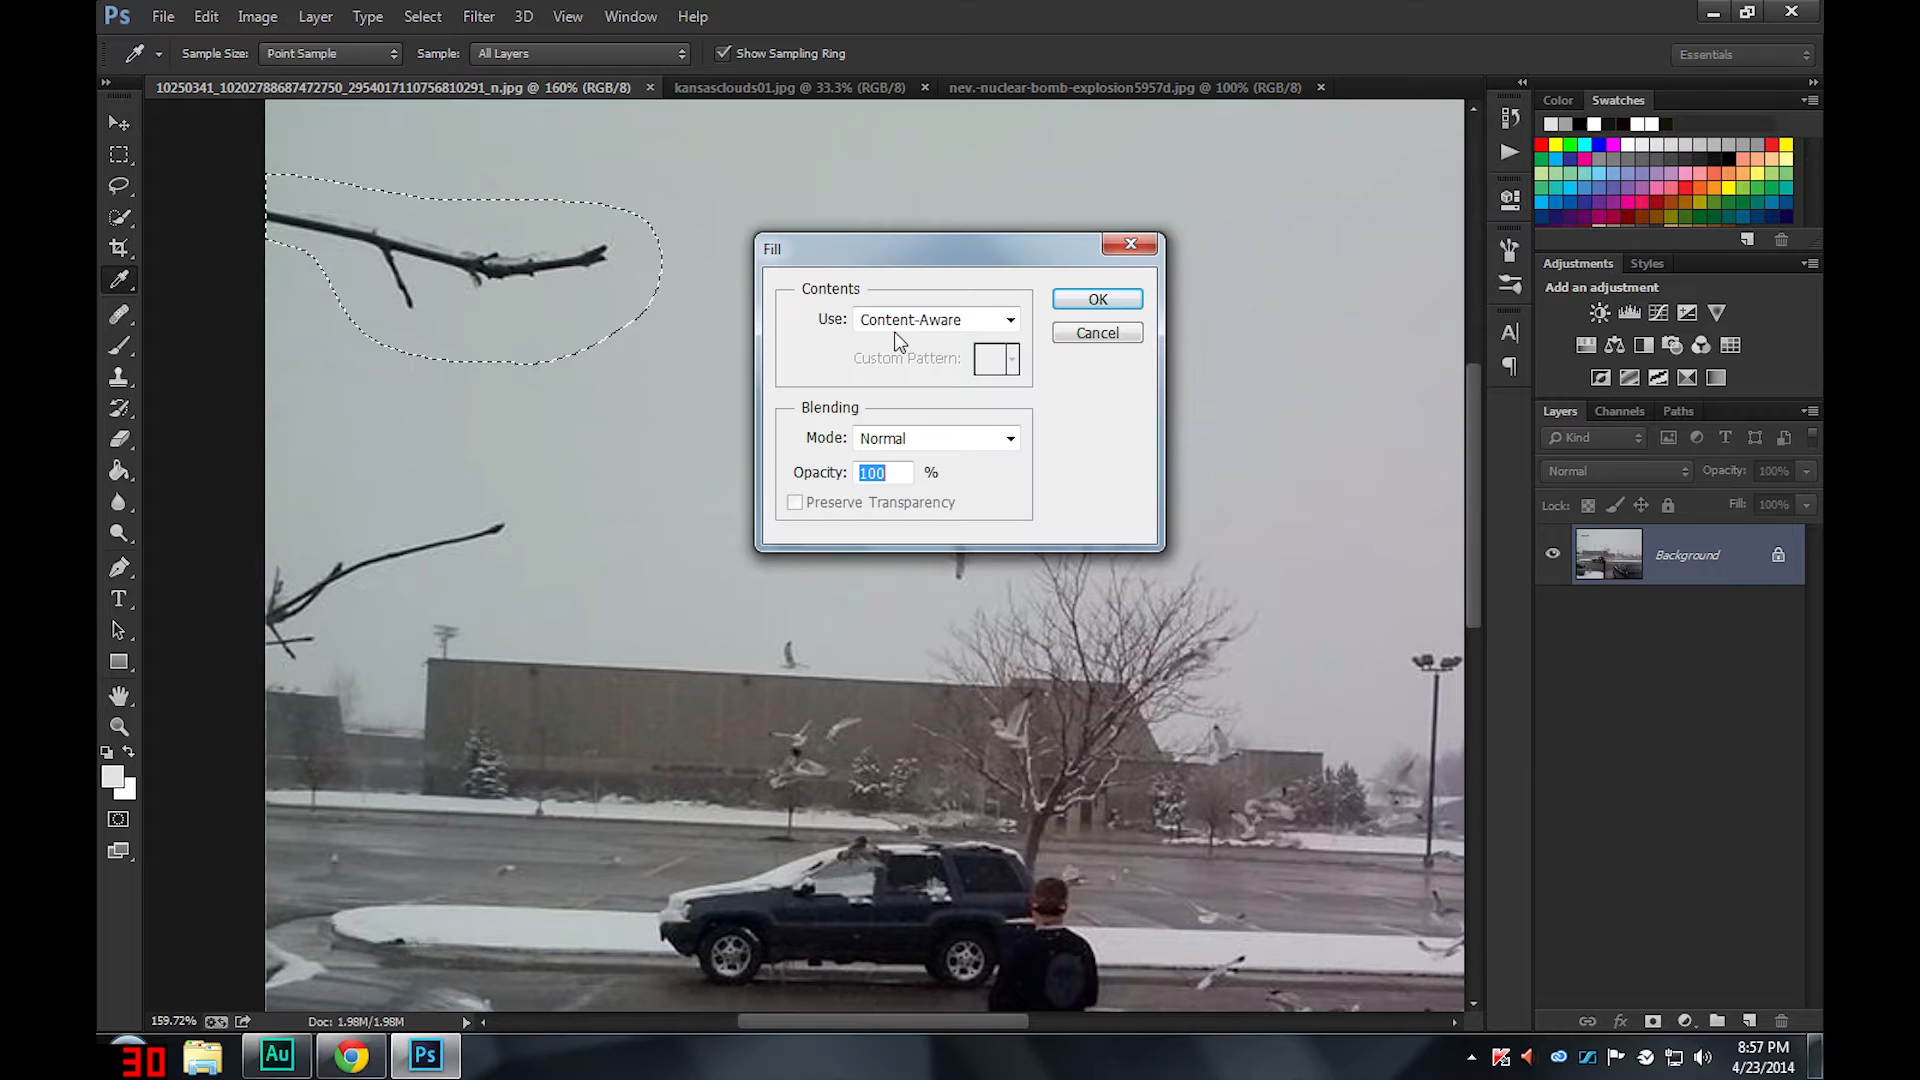 Ps File Edit Image Layer Type Select Filter 3D View Window Help
Sample Size: Point Sample Sample: All Layers Show Sampling Ring Essentials
10250341_10202788687472750_2954017110756810291_n.jpg @ 160% (RGB/8) kansasclouds01.jpg @ 33.3% (RGB/8) nev.-nuclear-bomb-explosion5957d.jpg @ 100% (RGB/8)
Color Swatches
Fill
Contents
Use: Content-Aware
Custom Pattern:
OK
Cancel
Blending
Mode: Normal
Opacity: 100 %
Preserve Transparency
Adjustments Styles
Add an adjustment
Layers Channels Paths
Kind
Normal Opacity: 100%
Lock: Fill: 100%
Background
159.72% Doc: 1.98M/1.98M
30 Au Ps
8:57 PM
4/23/2014